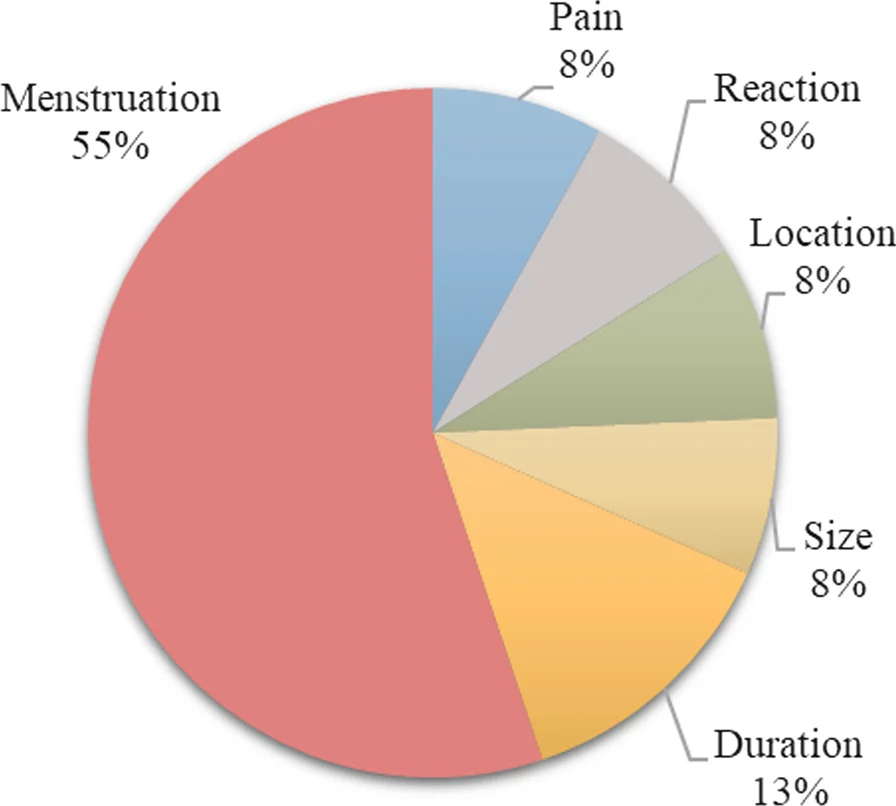 Pain
8%
Reaction
8%
Menstruation
55%
Location
8%
Size
8%
Duration
13%